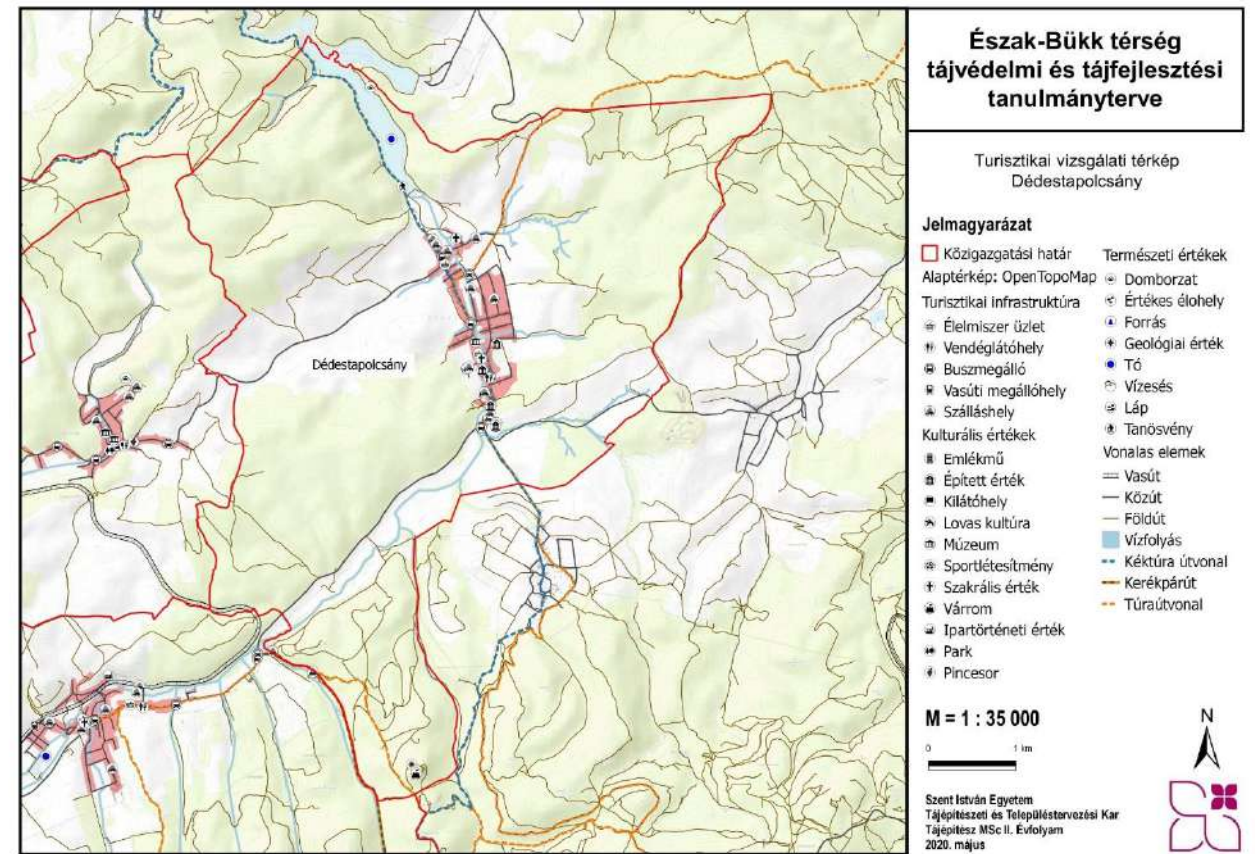 Észak-Bükk térség
tájvédelmi és tájfejlesztési
tanulmányterve
Turisztikai vizsgálati térkép
Dédestapolcsány
Jelmagyarázat
Közigazgatási határ
Alaptérkép: OpenTopoMap
Turisztikai infrastruktúra
Élelmiszer üzlet
Vendéglátóhely
Buszmegálló
Vasúti megállóhely
Szálláshely
Kulturális értékek
Emlékmű
Épített érték
Kilátóhely
Lovas kultúra
Múzeum
Sportlétesítmény
Szakrális érték
Várrom
Ipartörténeti érték
Park
Pincesor
Természeti értékek
Domborzat
Értékes élohely
Forrás
Geológiai érték
Tó
Vízesés
Láp
Tanösvény
Vonalas elemek
Vasút
Közút
Földút
Vízfolyás
Kéktúra útvonal
Kerékpárút
Túraútvonal
Dédestapolcsány
M = 1 : 35 000
0 1 km
N
Szent István Egyetem
Tájépítészeti és Településtervezési Kar
Tájépítész MSc II. Évfolyam
2020. május